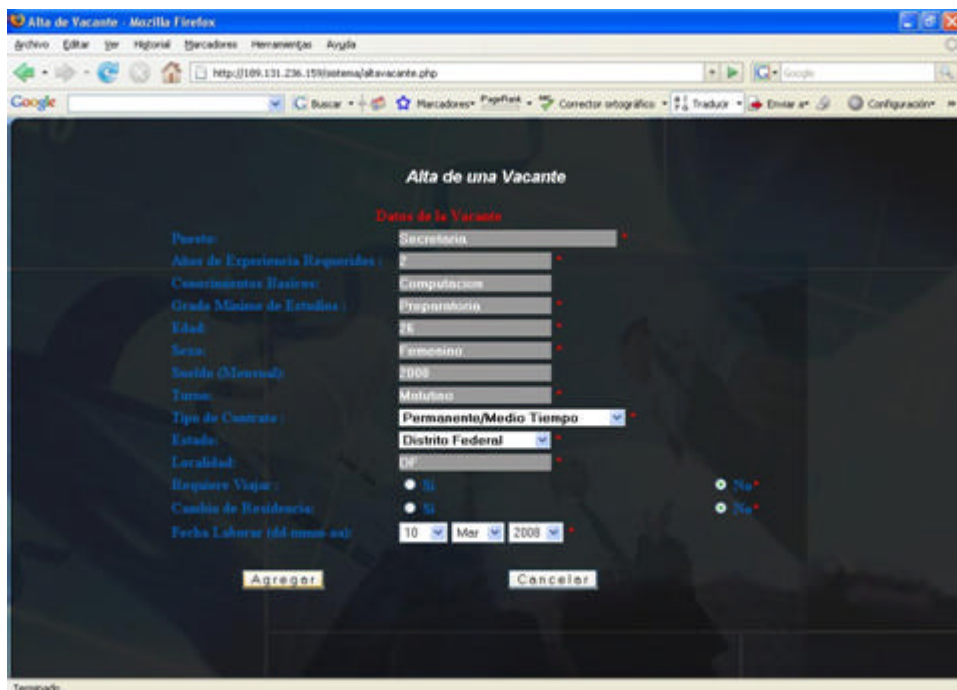 Alta de Vacante - Mozilla Firefox
Archivo Editar Ver Historial Marcadores Herramientas Ayuda
http://189.131.236.159/sistema/altavacante.php Google
Google Buscar Marcadores PageRank Corrector ortográfico Traducir Enviar a Configuración
Alta de una Vacante
Datos de la Vacante
Puesto: Secretaria *
Años de Experiencia Requeridos : 2 *
Conocimientos Basicos: Computacion
Grado Minimo de Estudios : Preparatoria *
Edad: 26 *
Sexo: Femenino *
Sueldo (Mensual): 2000
Turno: Matutino *
Tipo de Contrato : Permanente/Medio Tiempo *
Estado: Distrito Federal *
Localidad: DF *
Requiere Viajar : Si No *
Cambio de Residencia: Si No *
Fecha Laborar (dd-mmm-aa): 10 Mar 2008 *
Agregar Cancelar
Terminado